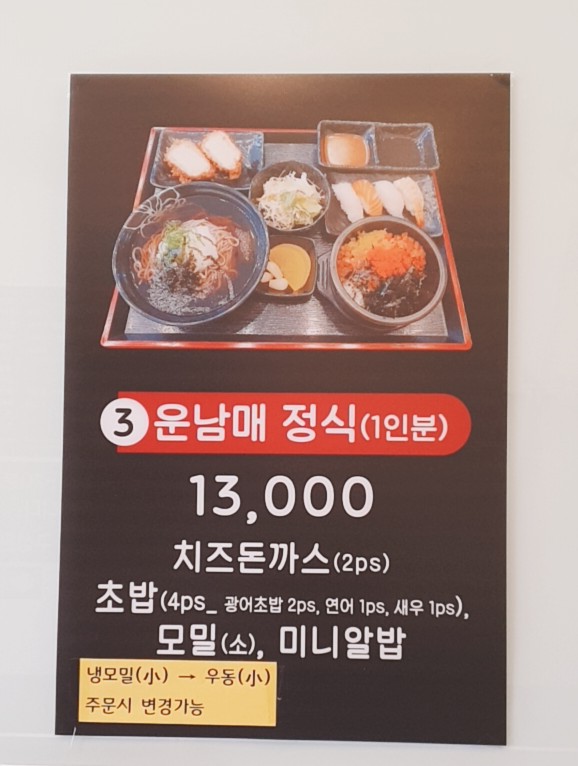 3 운남매 정식(1인분)
13,000
치즈돈까스(2ps)
초밥(4ps_ 광어초밥 2ps, 연어 1ps, 새우 1ps),
모밀(소), 미니알밥
냉모밀(小) → 우동(小)
주문시 변경가능